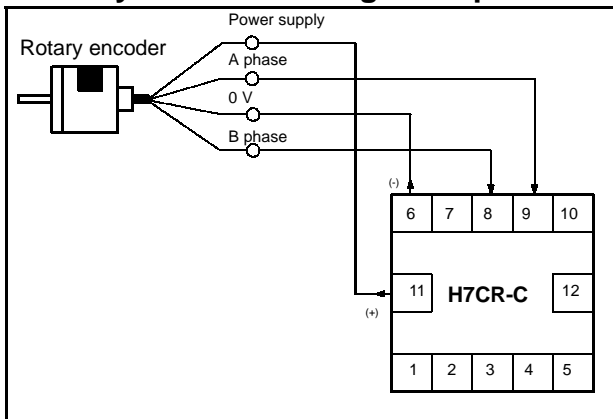 Power supply
Rotary encoder
A phase
0 V
B phase
(-)
6 7 8 9 10
11 H7CR-C 12
(+)
1 2 3 4 5